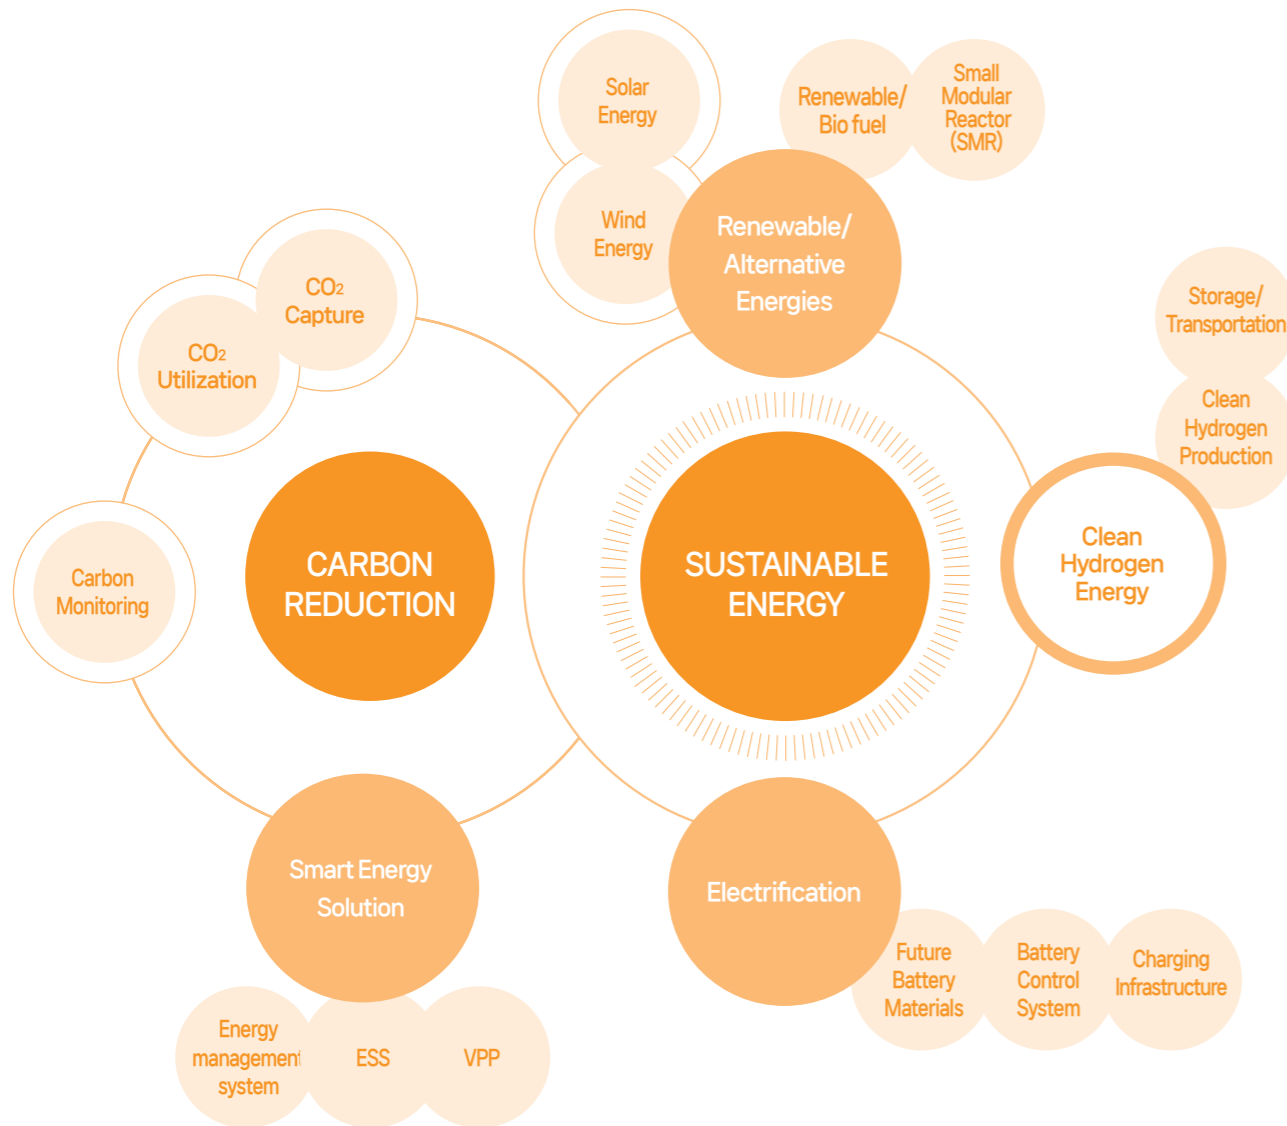 Solar
Energy
Wind
Energy
Renewable/
Bio fuel
Small
Modular
Reactor
(SMR)
Renewable/
Alternative
Energies
CO2
Capture
CO2
Utilization
Carbon
Monitoring
CARBON
REDUCTION
SUSTAINABLE
ENERGY
Storage/
Transportation
Clean
Hydrogen
Production
Clean
Hydrogen
Energy
Smart Energy
Solution
Energy
management
system
ESS
VPP
Electrification
Future
Battery
Materials
Battery
Control
System
Charging
Infrastructure